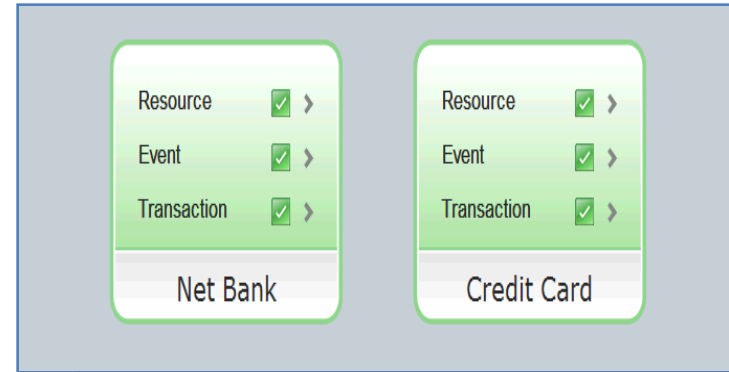 Resource
Event
Transaction
Net Bank
Resource
Event
Transaction
Credit Card